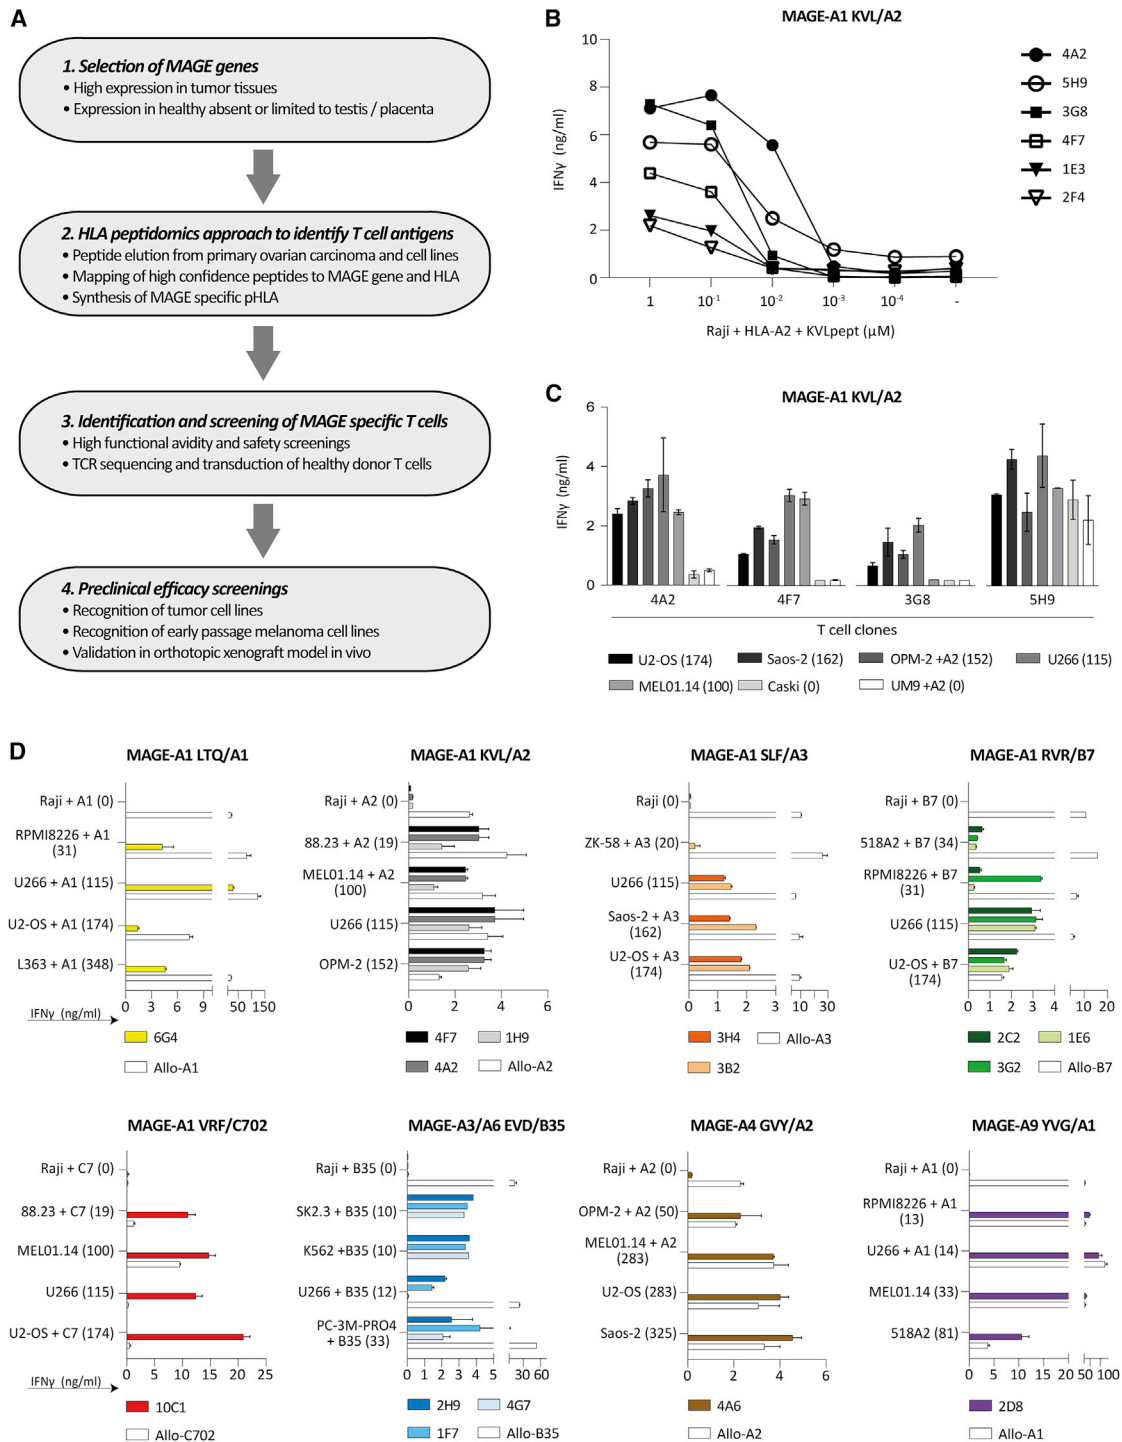 A
1. Selection of MAGE genes
• High expression in tumor tissues
• Expression in healthy absent or limited to testis / placenta
2. HLA peptidomics approach to identify T cell antigens
• Peptide elution from primary ovarian carcinoma and cell lines
• Mapping of high confidence peptides to MAGE gene and HLA
• Synthesis of MAGE specific pHLA
3. Identification and screening of MAGE specific T cells
• High functional avidity and safety screenings
• TCR sequencing and transduction of healthy donor T cells
4. Preclinical efficacy screenings
• Recognition of tumor cell lines
• Recognition of early passage melanoma cell lines
• Validation in orthotopic xenograft model in vivo
B
MAGE-A1 KVL/A2
IFNγ (ng/ml)
10
8
6
4
2
0
1 10-1 10-2 10-3 10-4 -
Raji + HLA-A2 + KVLpept (μM)
4A2
5H9
3G8
4F7
1E3
2F4
C
MAGE-A1 KVL/A2
IFNγ (ng/ml)
6
4
2
0
4A2 4F7 3G8 5H9
T cell clones
U2-OS (174) Saos-2 (162) OPM-2 +A2 (152) U266 (115)
MEL01.14 (100) Caski (0) UM9 +A2 (0)
D
MAGE-A1 LTQ/A1
Raji + A1 (0)
RPMI8226 + A1
(31)
U266 + A1 (115)
U2-OS + A1 (174)
L363 + A1 (348)
0 3 6 9 50 150
IFNγ (ng/ml)
6G4
Allo-A1
MAGE-A1 KVL/A2
Raji + A2 (0)
88.23 + A2 (19)
MEL01.14 + A2
(100)
U266 (115)
OPM-2 (152)
0 2 4 6
4F7 1H9
4A2 Allo-A2
MAGE-A1 SLF/A3
Raji (0)
ZK-58 + A3 (20)
U266 (115)
Saos-2 + A3
(162)
U2-OS + A3
(174)
0 1 2 3 10 30
3H4 Allo-A3
3B2
MAGE-A1 RVR/B7
Raji + B7 (0)
518A2 + B7 (34)
RPMI8226 + B7
(31)
U266 (115)
U2-OS + B7
(174)
0 1 2 3 4 10 20
2C2 1E6
3G2 Allo-B7
MAGE-A1 VRF/C702
Raji + C7 (0)
88.23 + C7 (19)
MEL01.14 (100)
U266 (115)
U2-OS + C7 (174)
0 5 10 15 20 25
IFNγ (ng/ml)
10C1
Allo-C702
MAGE-A3/A6 EVD/B35
Raji + B35 (0)
SK2.3 + B35 (10)
K562 +B35 (10)
U266 + B35 (12)
PC-3M-PRO4
+ B35 (33)
0 1 2 3 4 5 30 60
2H9 4G7
1F7 Allo-B35
MAGE-A4 GVY/A2
Raji + A2 (0)
OPM-2 + A2 (50)
MEL01.14 + A2
(283)
U2-OS (283)
Saos-2 (325)
0 2 4 6
4A6
Allo-A2
MAGE-A9 YVG/A1
Raji + A1 (0)
RPMI8226 + A1
(13)
U266 + A1 (14)
MEL01.14 (33)
518A2 (81)
0 5 10 15 20 50 100
2D8
Allo-A1